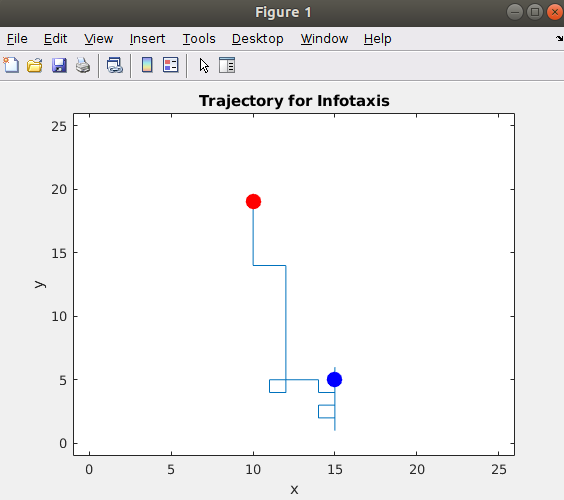 Figure 1
File Edit View Insert Tools Desktop Window Help
Trajectory for Infotaxis
25
20
15
10
5
0
y
0 5 10 15 20 25
x